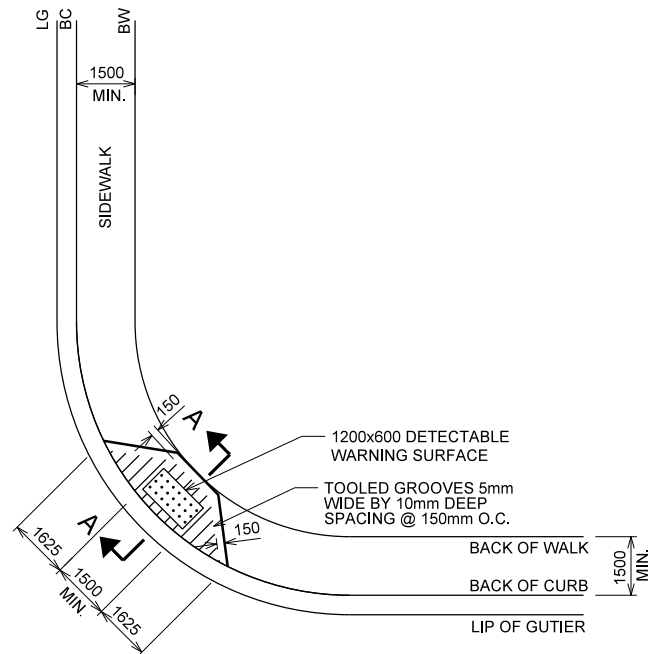 LG
BC
BW
1500
MIN.
SIDEWALK
150
A
1200x600 DETECTABLE
WARNING SURFACE
TOOLED GROOVES 5mm
WIDE BY 10mm DEEP
SPACING @ 150mm O.C.
A
150
1625
1500
MIN.
1625
BACK OF WALK
BACK OF CURB
LIP OF GUTIER
1500
MIN.